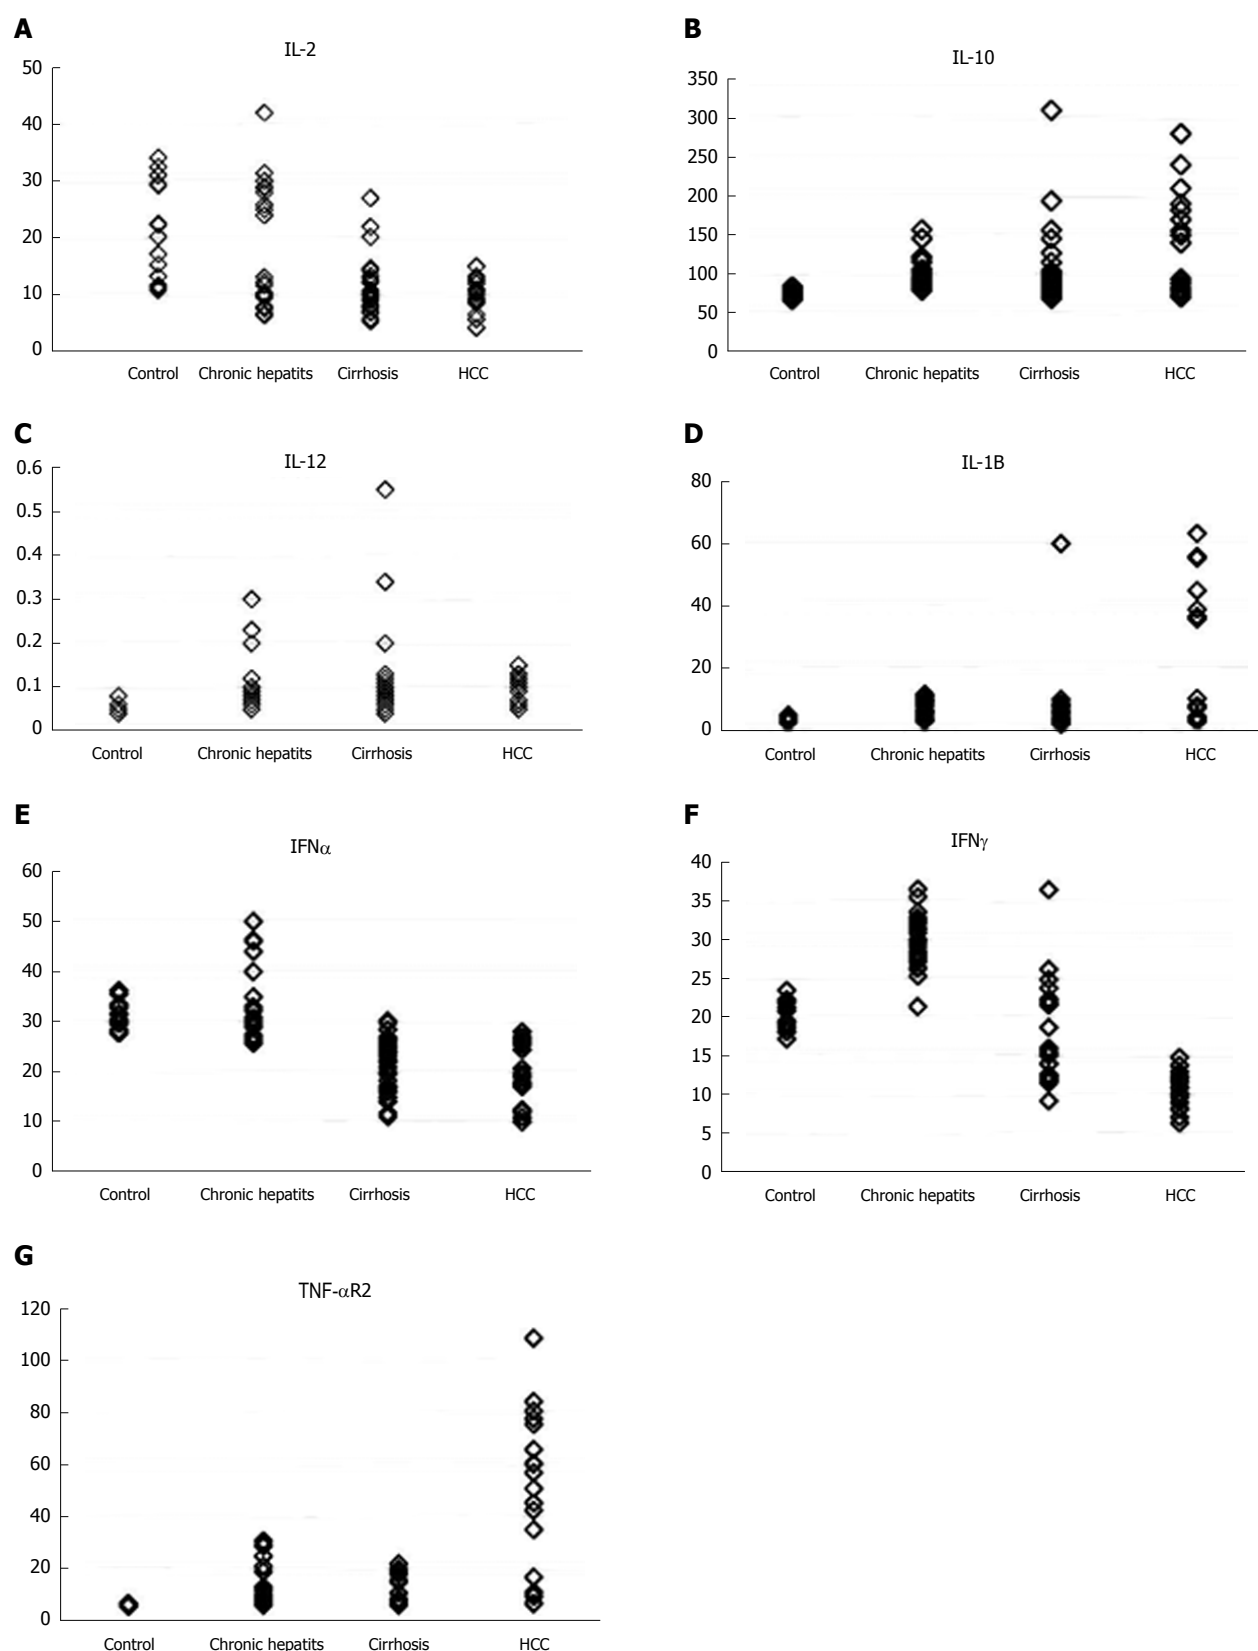 A
IL-2
50
40
30
20
10
0
Control Chronic hepatits Cirrhosis HCC
B
IL-10
350
300
250
200
150
100
50
0
Control Chronic hepatits Cirrhosis HCC
C
IL-12
0.6
0.5
0.4
0.3
0.2
0.1
0
Control Chronic hepatits Cirrhosis HCC
D
IL-1B
80
60
40
20
0
Control Chronic hepatits Cirrhosis HCC
E
IFNα
60
50
40
30
20
10
0
Control Chronic hepatits Cirrhosis HCC
F
IFNγ
40
35
30
25
20
15
10
5
0
Control Chronic hepatits Cirrhosis HCC
G
TNF-αR2
120
100
80
60
40
20
0
Control Chronic hepatits Cirrhosis HCC